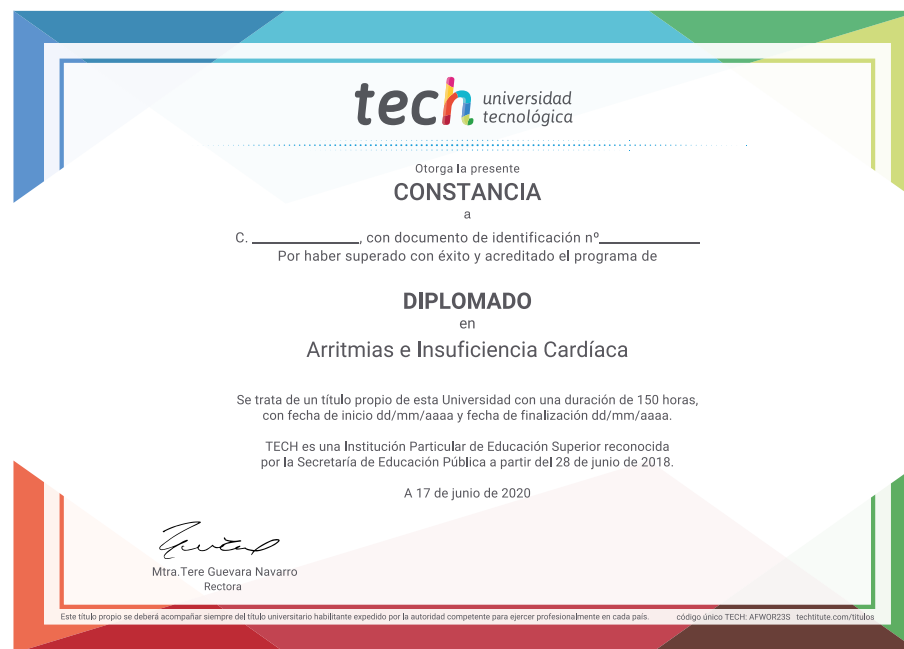 tech universidad
tecnológica
Otorga la presente
CONSTANCIA
a
C. ____________, con documento de identificación nº____________
Por haber superado con éxito y acreditado el programa de
DIPLOMADO
en
Arritmias e Insuficiencia Cardíaca
Se trata de un título propio de esta Universidad con una duración de 150 horas,
con fecha de inicio dd/mm/aaaa y fecha de finalización dd/mm/aaaa.
TECH es una Institución Particular de Educación Superior reconocida
por la Secretaría de Educación Pública a partir del 28 de junio de 2018.
A 17 de junio de 2020
Mtra.Tere Guevara Navarro
Rectora
Este título propio se deberá acompañar siempre del título universitario habilitante expedido por la autoridad competente para ejercer profesionalmente en cada país. código único TECH: AFWOR23S techtitute.com/titulos